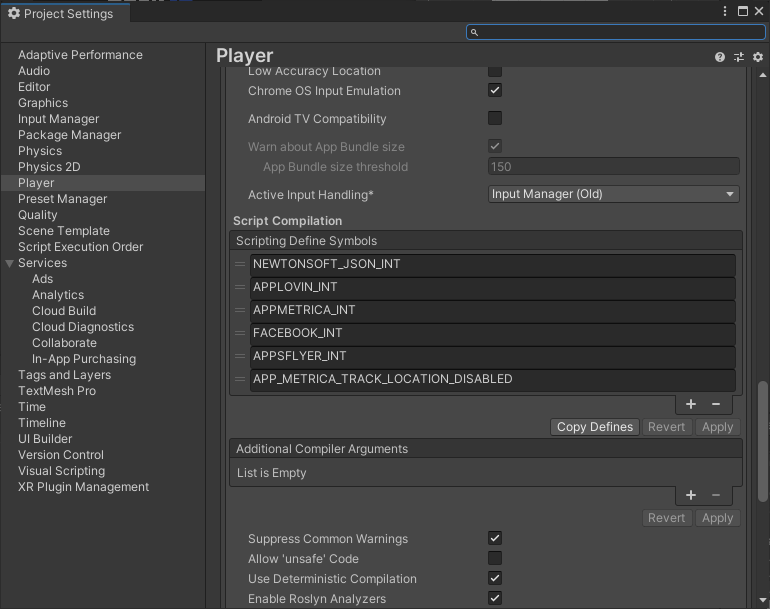 Project Settings
Adaptive Performance
Audio
Editor
Graphics
Input Manager
Package Manager
Physics
Physics 2D
Player
Preset Manager
Quality
Scene Template
Script Execution Order
Services
Ads
Analytics
Cloud Build
Cloud Diagnostics
Collaborate
In-App Purchasing
Tags and Layers
TextMesh Pro
Time
Timeline
UI Builder
Version Control
Visual Scripting
XR Plugin Management
Player
Low Accuracy Location
Chrome OS Input Emulation
Android TV Compatibility
Warn about App Bundle size
App Bundle size threshold 150
Active Input Handling* Input Manager (Old)
Script Compilation
Scripting Define Symbols
NEWTONSOFT_JSON_INT
APPLOVIN_INT
APPMETRICA_INT
FACEBOOK_INT
APPSFLYER_INT
APP_METRICA_TRACK_LOCATION_DISABLED
Copy Defines Revert Apply
Additional Compiler Arguments
List is Empty
Revert Apply
Suppress Common Warnings
Allow 'unsafe' Code
Use Deterministic Compilation
Enable Roslyn Analyzers